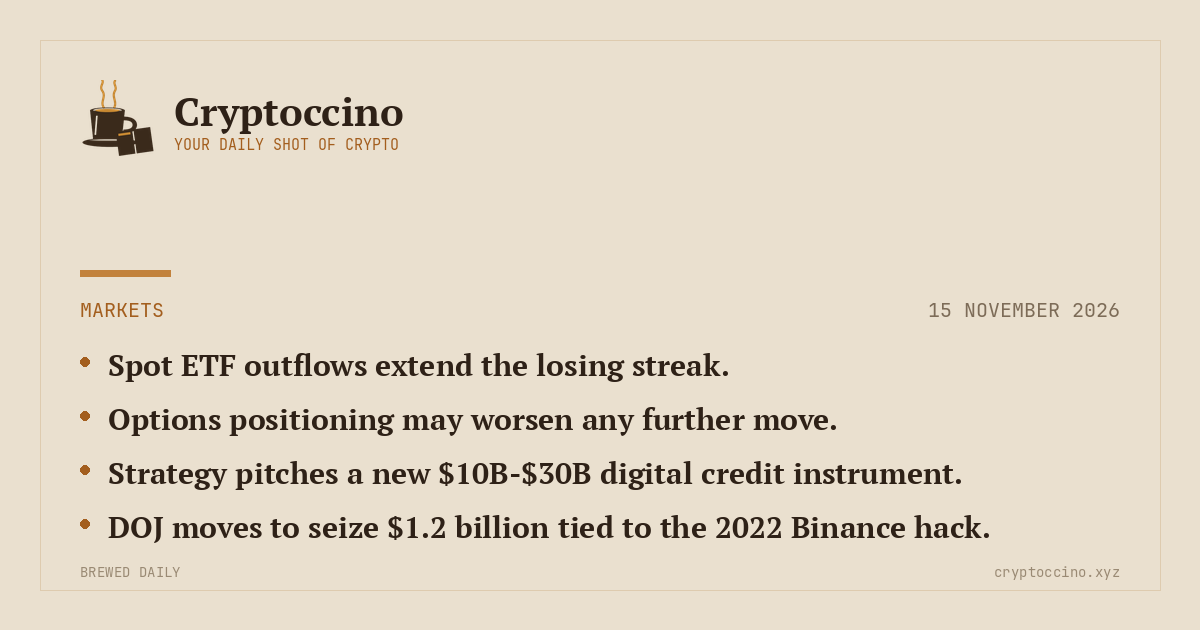 Cryptoccino
YOUR DAILY SHOT OF CRYPTO
MARKETS
15 NOVEMBER 2026
Spot ETF outflows extend the losing streak.
Options positioning may worsen any further move.
Strategy pitches a new $10B-$30B digital credit instrument.
DOJ moves to seize $1.2 billion tied to the 2022 Binance hack.
BREWED DAILY
cryptoccino.xyz